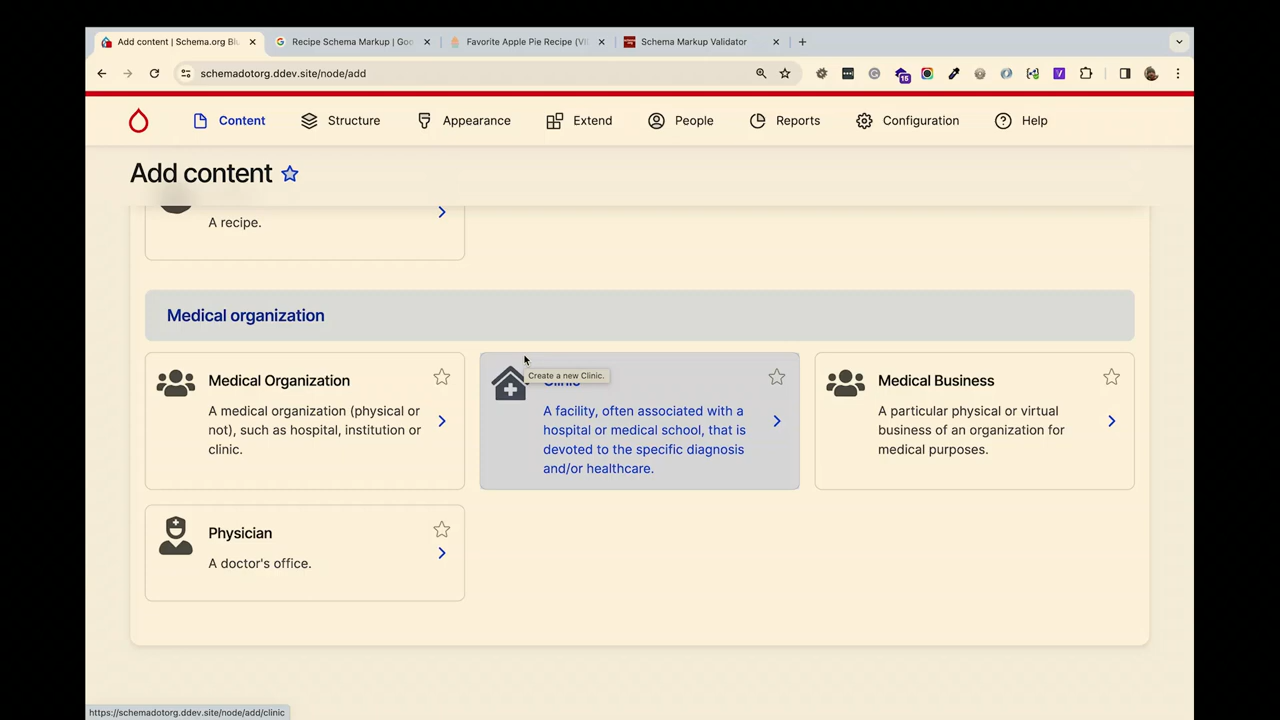 Add content | Schema.org Blu
Recipe Schema Markup | Goo
Favorite Apple Pie Recipe (VI
Schema Markup Validator
schemadotorg.ddev.site/node/add
15
Content
Structure
Appearance
Extend
People
Reports
Configuration
Help
Add content
A recipe.
Medical organization
Medical Organization
A medical organization (physical or
not), such as hospital, institution or
clinic.
Clinic
Create a new Clinic.
A facility, often associated with a
hospital or medical school, that is
devoted to the specific diagnosis
and/or healthcare.
Medical Business
A particular physical or virtual
business of an organization for
medical purposes.
Physician
A doctor's office.
https://schemadotorg.ddev.site/node/add/clinic